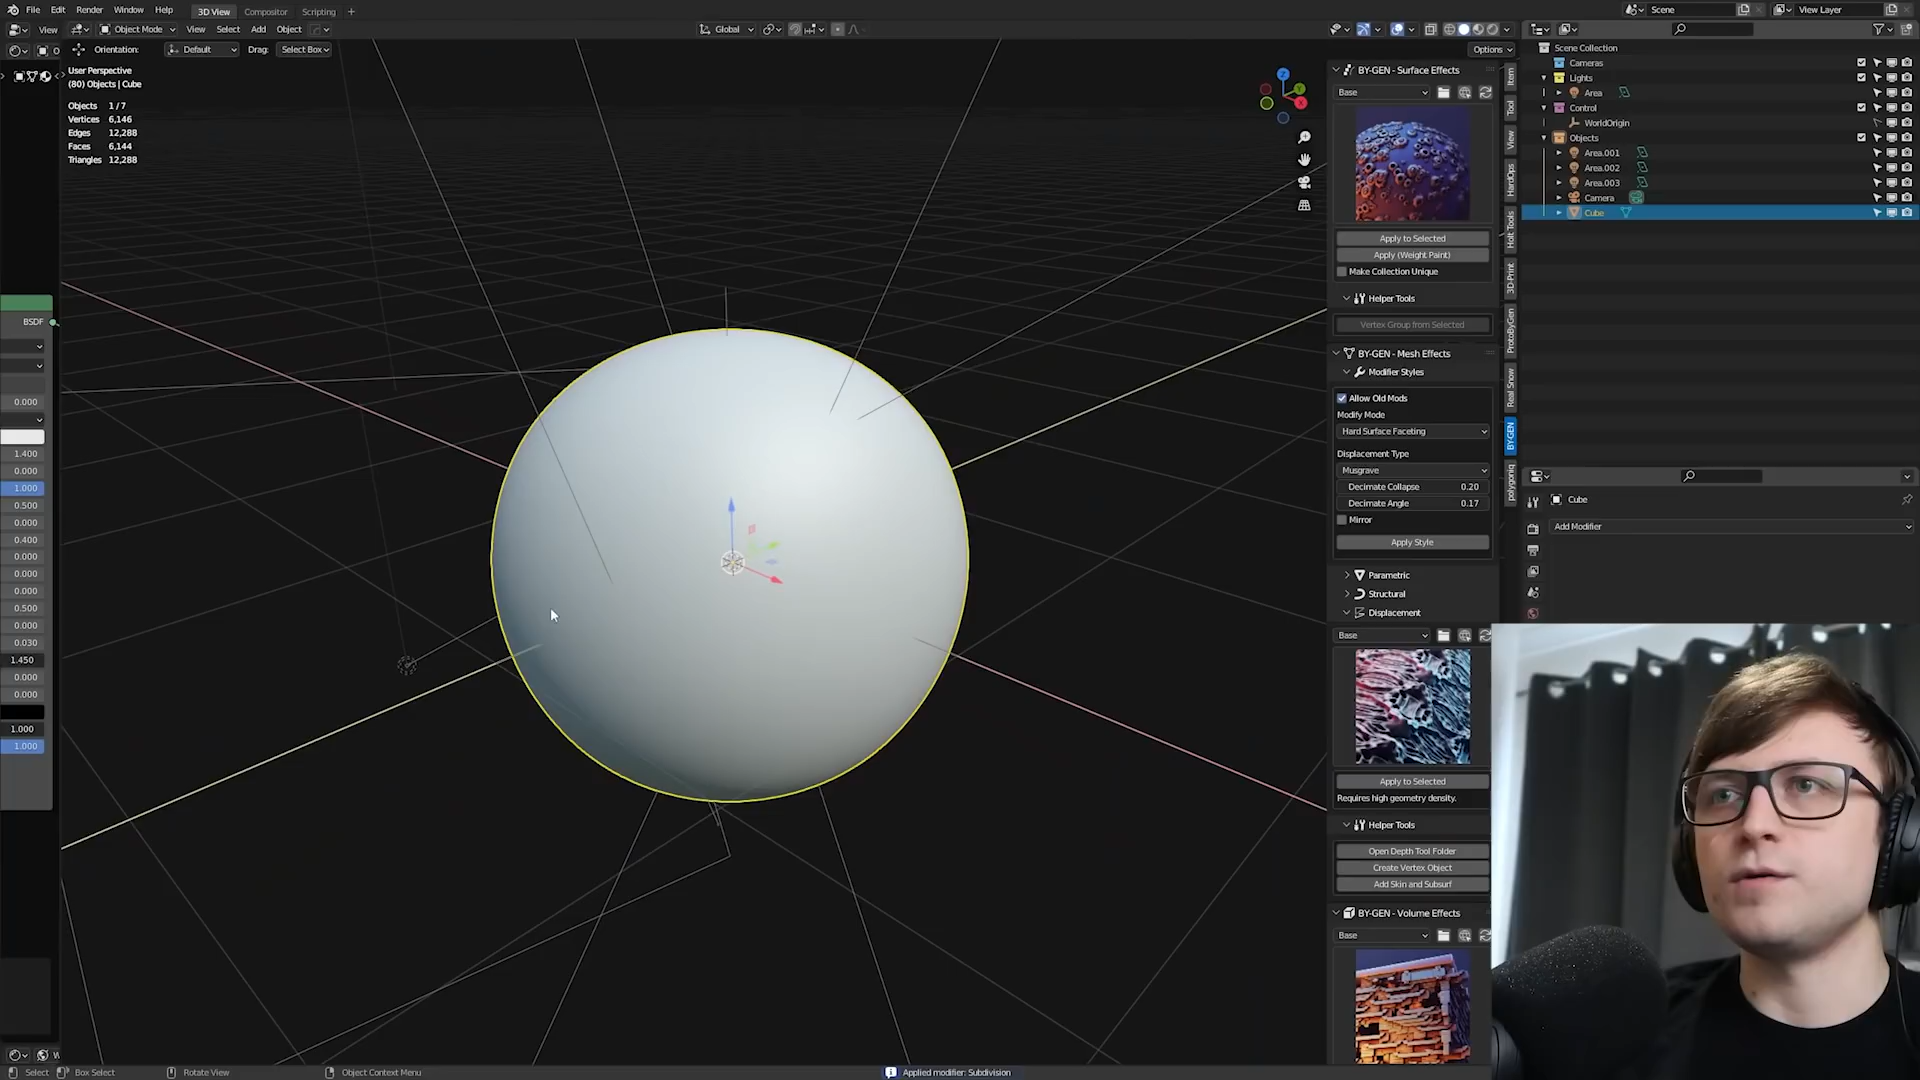 File Edit Render Window Help
3D View Compositor Scripting +
Scene
View Layer
View
Object Mode View Select Add Object
Global
Orientation: Default Drag: Select Box
Options
User Perspective
(80) Objects | Cube
Objects 1/7
Vertices 6,146
Edges 12,288
Faces 6,144
Triangles 12,288
BSDF
0.000
1.400
0.000
1.000
0.500
0.000
0.400
0.000
0.000
0.000
0.500
0.000
0.030
1.450
0.000
0.000
1.000
1.000
Z
Y
X
BY-GEN - Surface Effects
Base
Apply to Selected
Apply (Weight Paint)
Make Collection Unique
Helper Tools
Vertex Group from Selected
BY-GEN - Mesh Effects
Modifier Styles
Allow Old Mods
Modify Mode
Hard Surface Faceting
Displacement Type
Musgrave
Decimate Collapse 0.20
Decimate Angle 0.17
Mirror
Apply Style
Parametric
Structural
Displacement
Base
Apply to Selected
Requires high geometry density.
Helper Tools
Open Depth Tool Folder
Create Vertex Object
Add Skin and Subsurf
BY-GEN - Volume Effects
Base
Item
Tool
View
HardOps
Holt Tools
3D-Print
ProtoByGen
Real Snow
BY-GEN
polygoniq
Scene Collection
Cameras
Lights
Area
Control
WorldOrigin
Objects
Area.001
Area.002
Area.003
Camera
Cube
Cube
Add Modifier
Select Box Select Rotate View Object Context Menu
Applied modifier: Subdivision